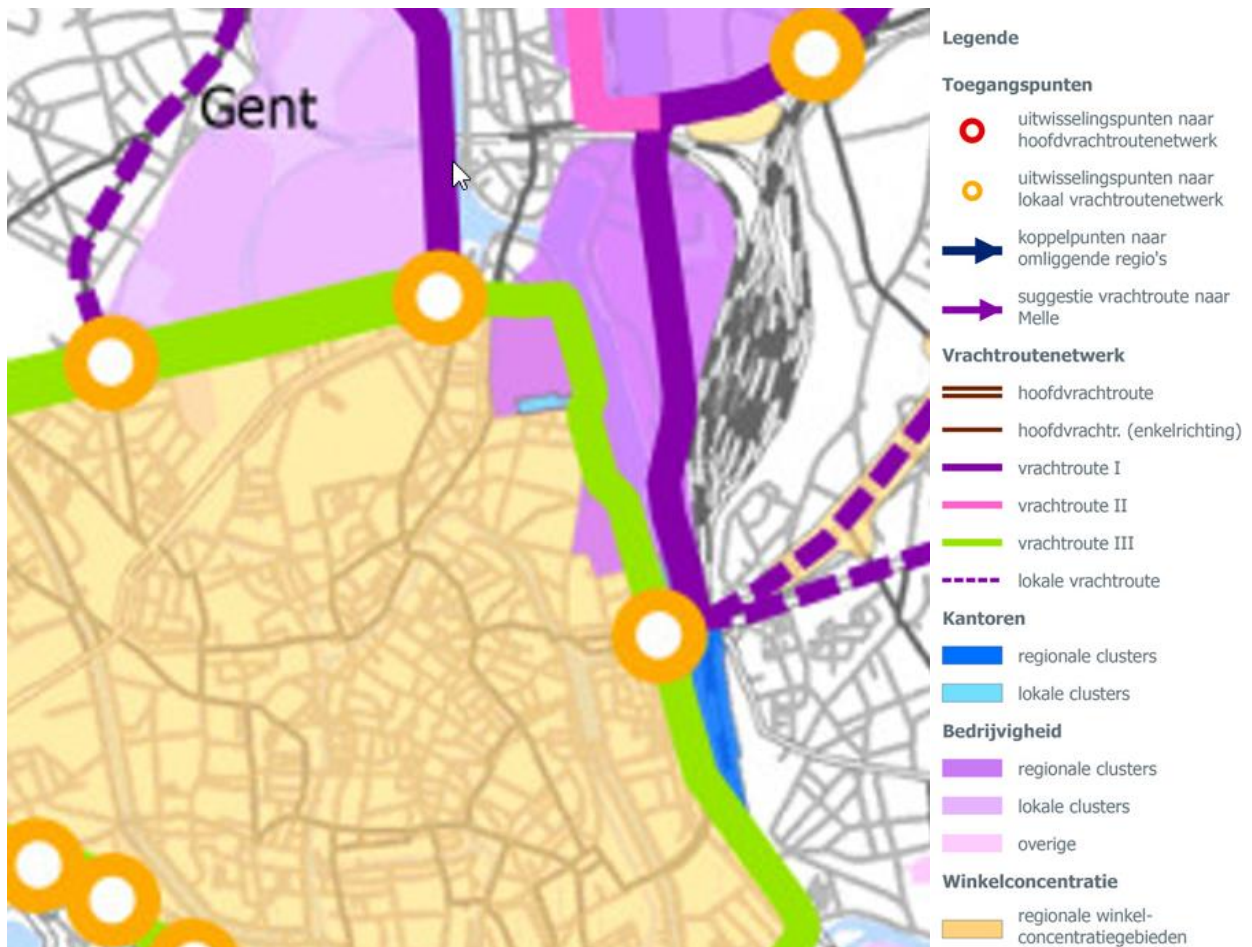 Gent
Legende
Toegangspunten
uitwisselingspunten naar
hoofdvrachtroutenetwerk
uitwisselingspunten naar
lokaal vrachtroutenetwerk
koppelpunten naar
omliggende regio's
suggestie vrachtroute naar
Melle
Vrachtroutenetwerk
hoofdvrachtroute
hoofdvrachtr. (enkelrichting)
vrachtroute I
vrachtroute II
vrachtroute III
lokale vrachtroute
Kantoren
regionale clusters
lokale clusters
Bedrijvigheid
regionale clusters
lokale clusters
overige
Winkelconcentratie
regionale winkel-
concentratiegebieden